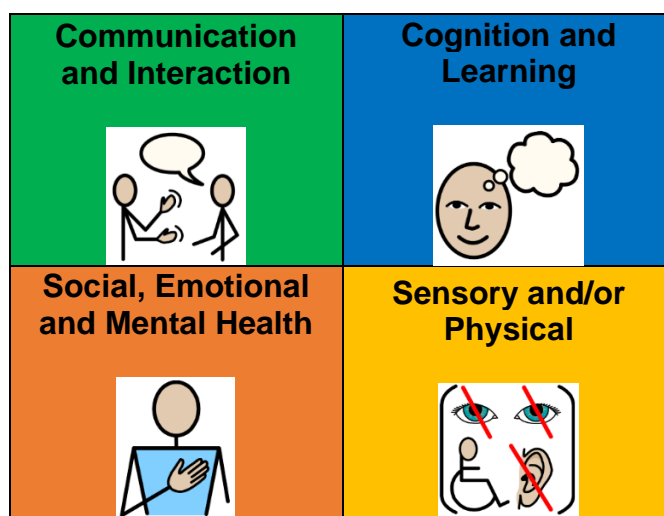 Communication
and Interaction
Cognition and
Learning
Social, Emotional
and Mental Health
Sensory and/or
Physical